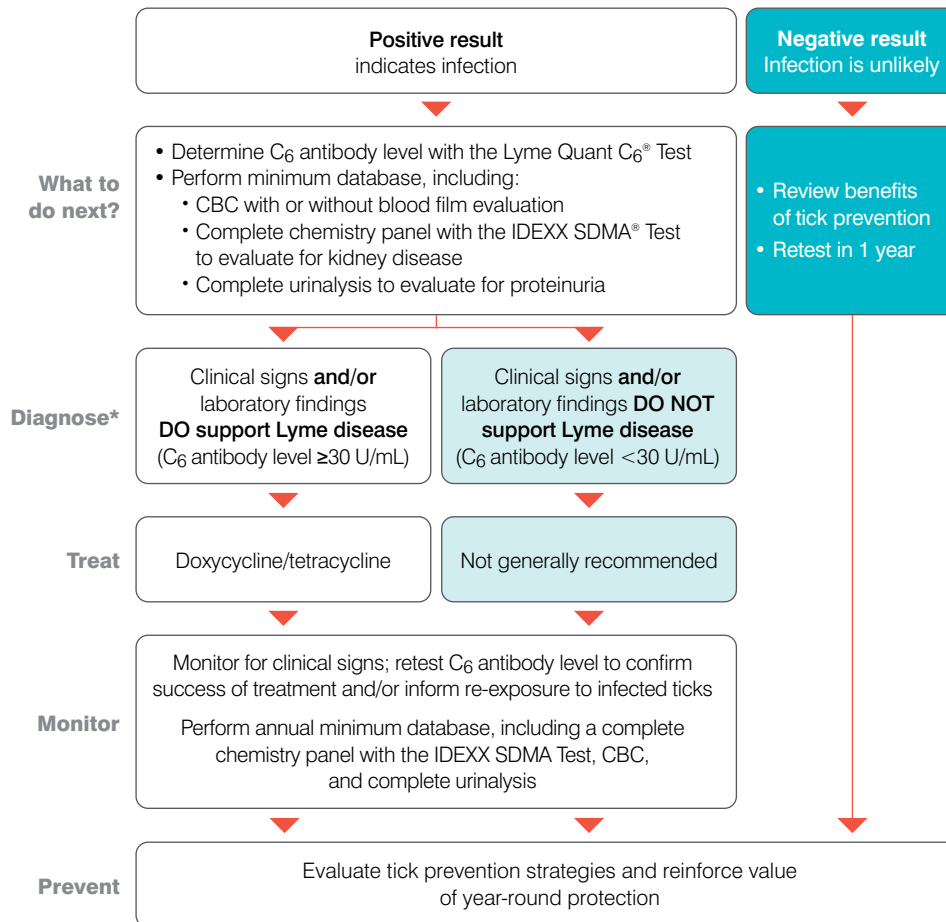 Positive result
indicates infection
Negative result
Infection is unlikely
What to
do next?
• Determine C6 antibody level with the Lyme Quant C6® Test
• Perform minimum database, including:
• CBC with or without blood film evaluation
• Complete chemistry panel with the IDEXX SDMA® Test
to evaluate for kidney disease
• Complete urinalysis to evaluate for proteinuria
• Review benefits
of tick prevention
• Retest in 1 year
Diagnose*
Clinical signs and/or
laboratory findings
DO support Lyme disease
(C6 antibody level ≥30 U/mL)
Clinical signs and/or
laboratory findings DO NOT
support Lyme disease
(C6 antibody level <30 U/mL)
Treat
Doxycycline/tetracycline
Not generally recommended
Monitor
Monitor for clinical signs; retest C6 antibody level to confirm
success of treatment and/or inform re-exposure to infected ticks
Perform annual minimum database, including a complete
chemistry panel with the IDEXX SDMA Test, CBC,
and complete urinalysis
Prevent
Evaluate tick prevention strategies and reinforce value
of year-round protection